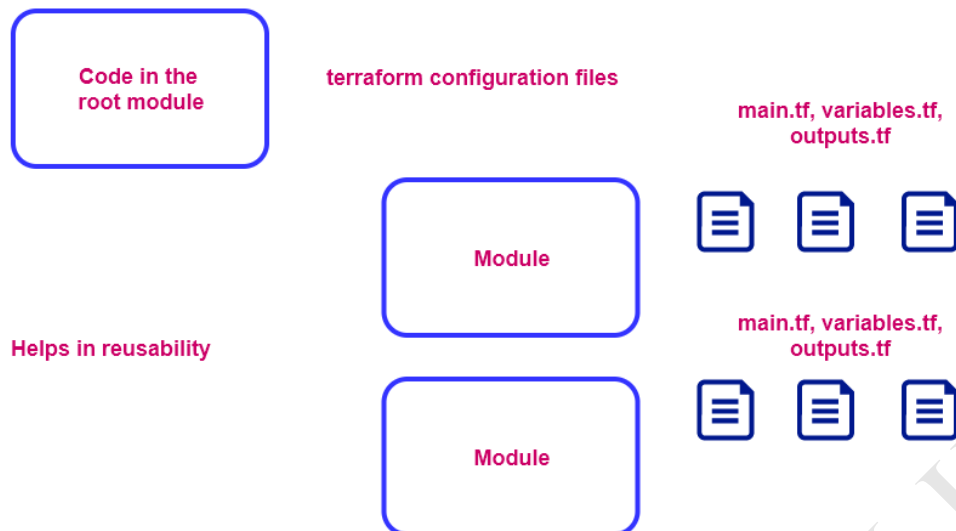 Code in the
root module
terraform configuration files
main.tf, variables.tf,
outputs.tf
Module
Helps in reusability
main.tf, variables.tf,
outputs.tf
Module